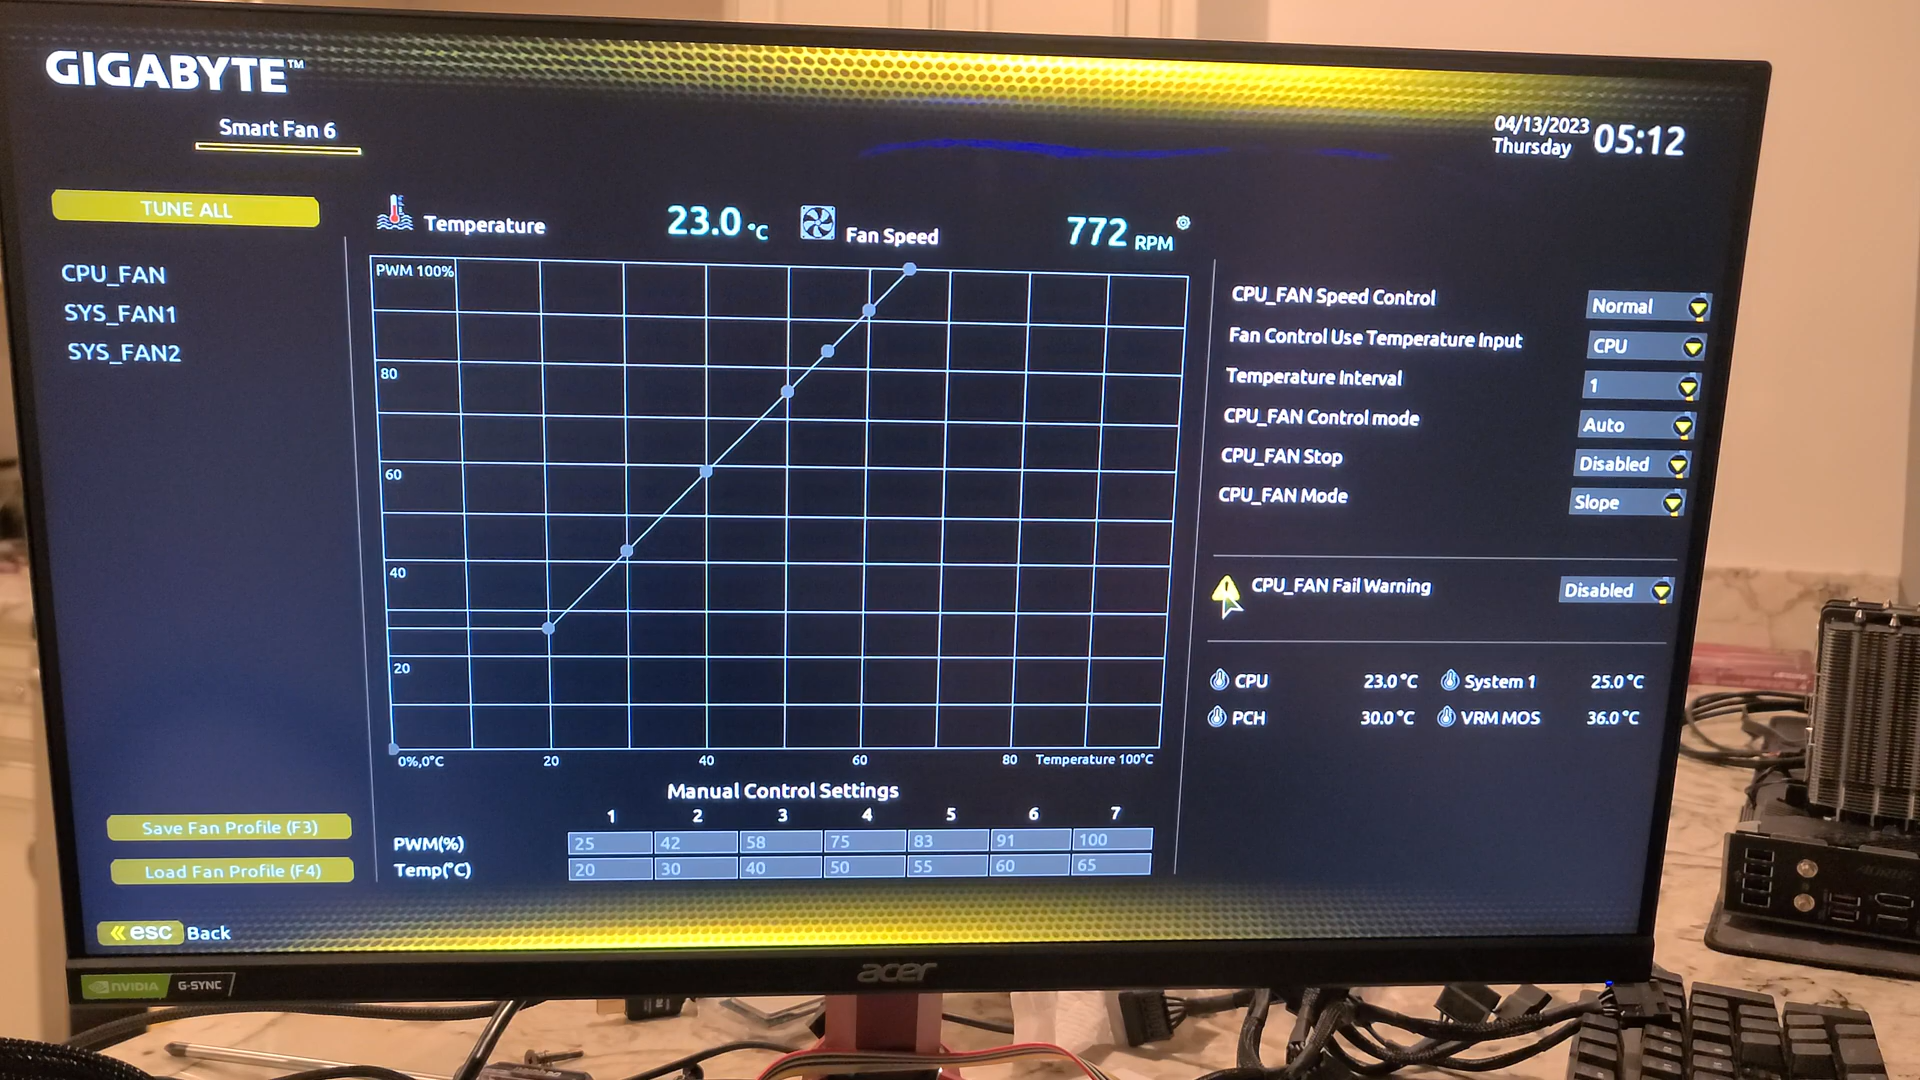 GIGABYTE™
Smart Fan 6
04/13/2023
Thursday
05:12
TUNE ALL
CPU_FAN
SYS_FAN1
SYS_FAN2
Temperature 23.0 °C Fan Speed 772 RPM
PWM 100%
80
60
40
20
0%,0°C 20 40 60 80 Temperature 100°C
Manual Control Settings
1 2 3 4 5 6 7
PWM(%) 25 42 58 75 83 91 100
Temp(°C) 20 30 40 50 55 60 65
CPU_FAN Speed Control Normal
Fan Control Use Temperature Input CPU
Temperature Interval 1
CPU_FAN Control mode Auto
CPU_FAN Stop Disabled
CPU_FAN Mode Slope
CPU_FAN Fail Warning Disabled
CPU 23.0 °C System 1 25.0 °C
PCH 30.0 °C VRM MOS 36.0 °C
Save Fan Profile (F3)
Load Fan Profile (F4)
esc Back
NVIDIA G-SYNC
acer